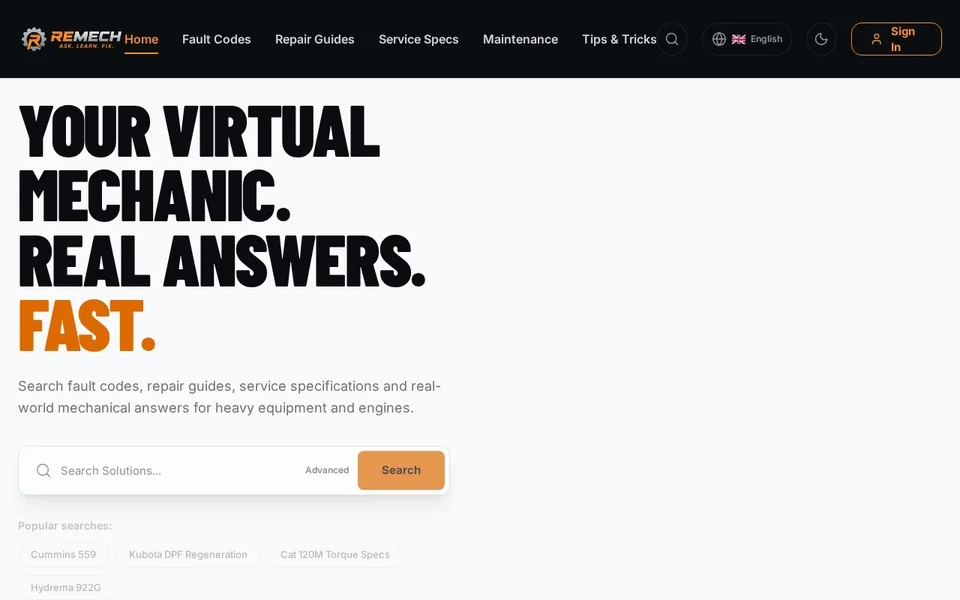 REMECH
ASK. LEARN. FIX.
Home
Fault Codes
Repair Guides
Service Specs
Maintenance
Tips & Tricks
English
Sign
In
YOUR VIRTUAL
MECHANIC.
REAL ANSWERS.
FAST.
Search fault codes, repair guides, service specifications and real-
world mechanical answers for heavy equipment and engines.
Search Solutions...
Advanced
Search
Popular searches:
Cummins 559
Kubota DPF Regeneration
Cat 120M Torque Specs
Hydrema 922G